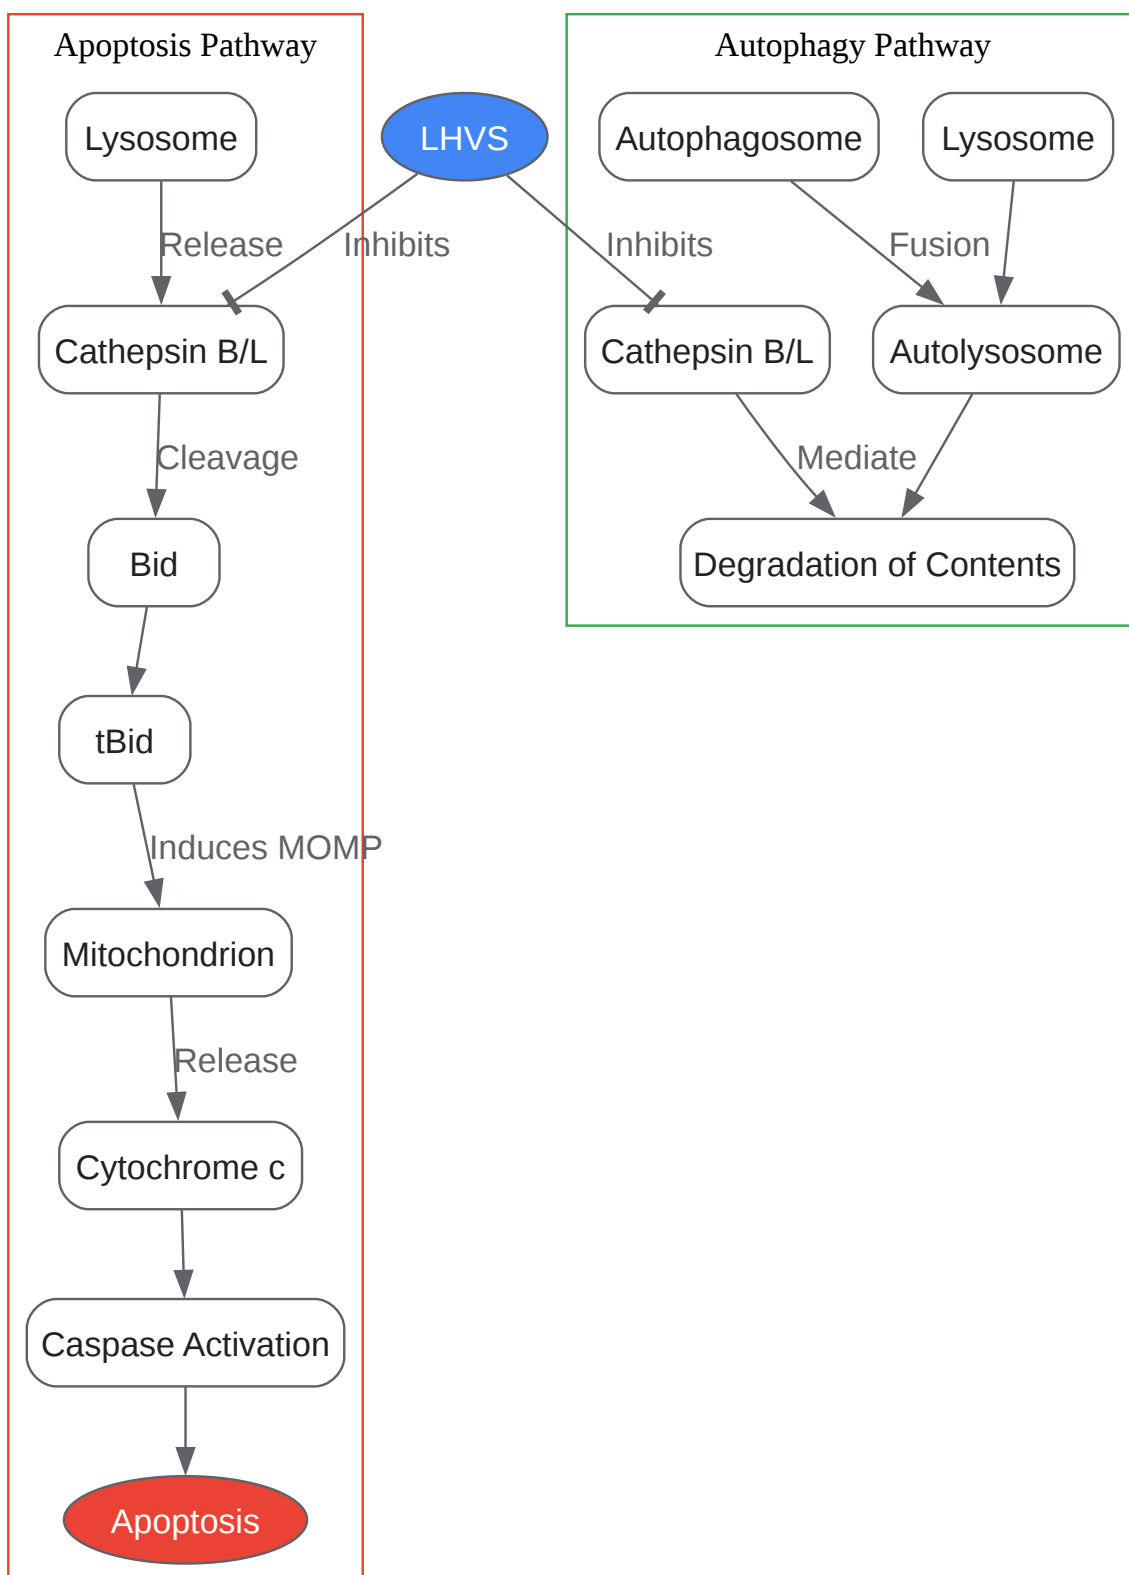 Apoptosis Pathway
Autophagy Pathway
Lysosome
LHVS
Autophagosome
Lysosome
Release
Inhibits
Inhibits
Fusion
Cathepsin B/L
Cathepsin B/L
Autolysosome
Cleavage
Mediate
Bid
Degradation of Contents
tBid
Induces MOMP
Mitochondrion
Release
Cytochrome c
Caspase Activation
Apoptosis